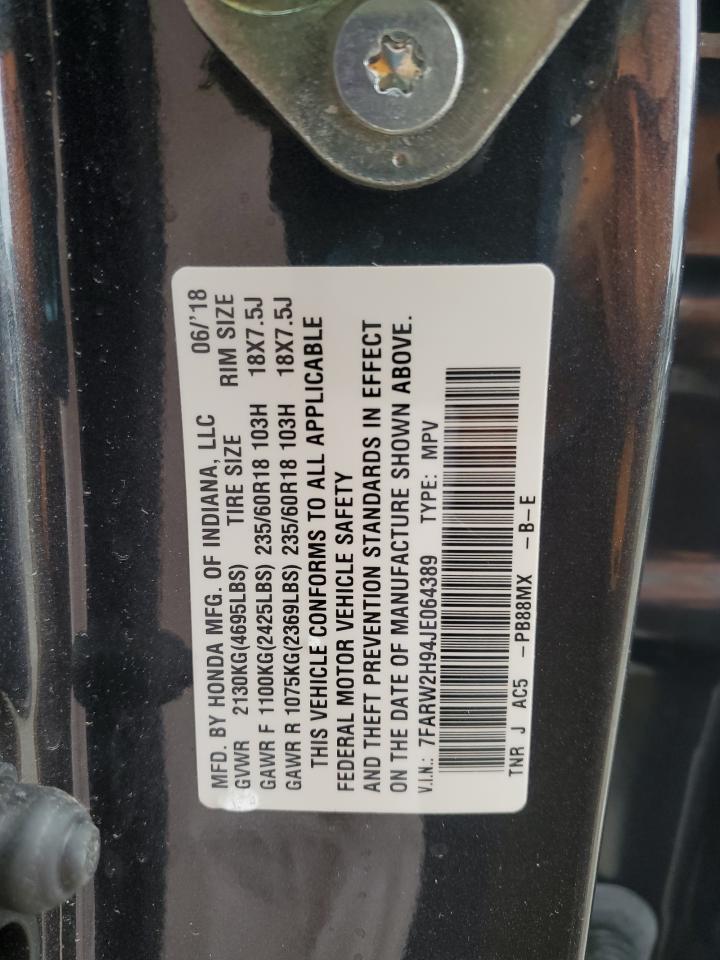 MFD. BY HONDA MFG. OF INDIANA, LLC 06/'18
GVWR 2130KG(4695LBS) TIRE SIZE RIM SIZE
GAWR F 1100KG(2425LBS) 235/60R18 103H 18X7.5J
GAWR R 1075KG(2369LBS) 235/60R18 103H 18X7.5J
THIS VEHICLE CONFORMS TO ALL APPLICABLE
FEDERAL MOTOR VEHICLE SAFETY
AND THEFT PREVENTION STANDARDS IN EFFECT
ON THE DATE OF MANUFACTURE SHOWN ABOVE.
V.I.N.: 7FARW2H94JE064389 TYPE: MPV
TNR J AC5 -PB88MX -B-E